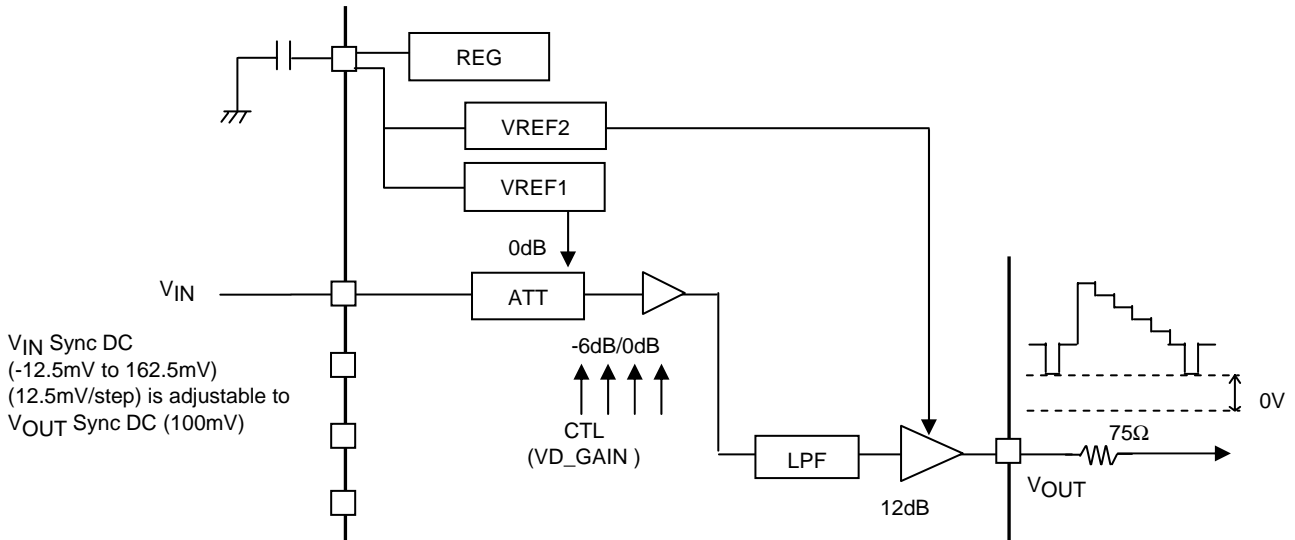 REG
VREF2
VREF1
0dB
VIN
ATT
VIN Sync DC
(-12.5mV to 162.5mV)
(12.5mV/step) is adjustable to
VOUT Sync DC (100mV)
-6dB/0dB
CTL
(VD_GAIN )
LPF
12dB
0V
75Ω
VOUT